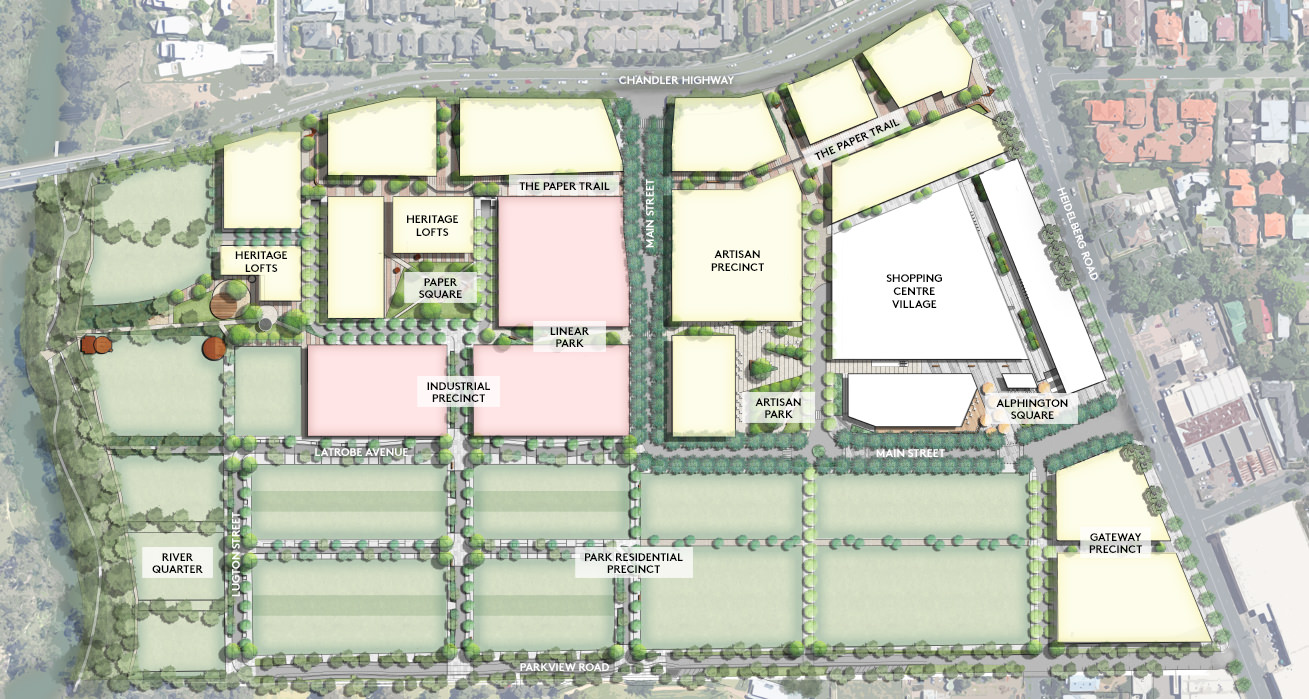 CHANDLER HIGHWAY
THE PAPER TRAIL
THE PAPER TRAIL
MAIN STREET
HEIDELBERG ROAD
HERITAGE
LOFTS
HERITAGE
LOFTS
PAPER
SQUARE
ARTISAN
PRECINCT
SHOPPING
CENTRE
VILLAGE
LINEAR
PARK
INDUSTRIAL
PRECINCT
ARTISAN
PARK
ALPHINGTON
SQUARE
LATROBE AVENUE
MAIN STREET
LUGTON STREET
RIVER
QUARTER
PARK RESIDENTIAL
PRECINCT
GATEWAY
PRECINCT
PARKVIEW ROAD